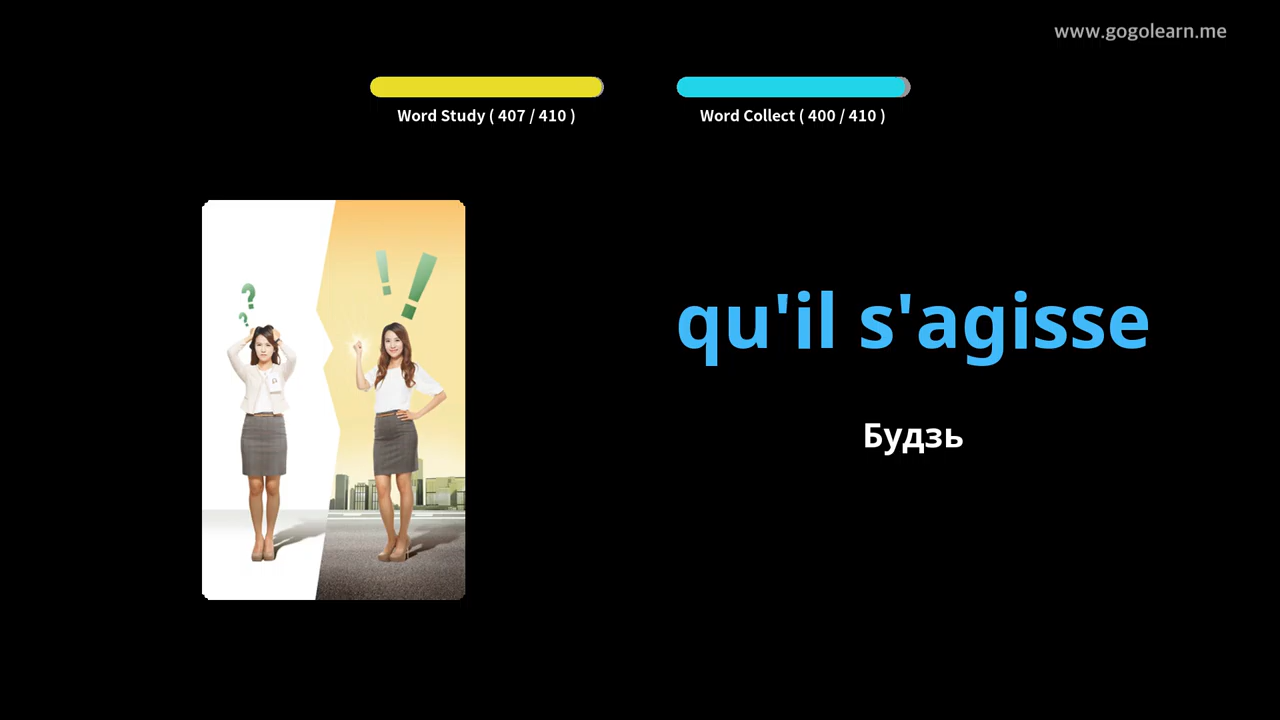 www.gogolearn.me
Word Study ( 407 / 410 )
Word Collect ( 400 / 410 )
qu'il s'agisse
Будзь